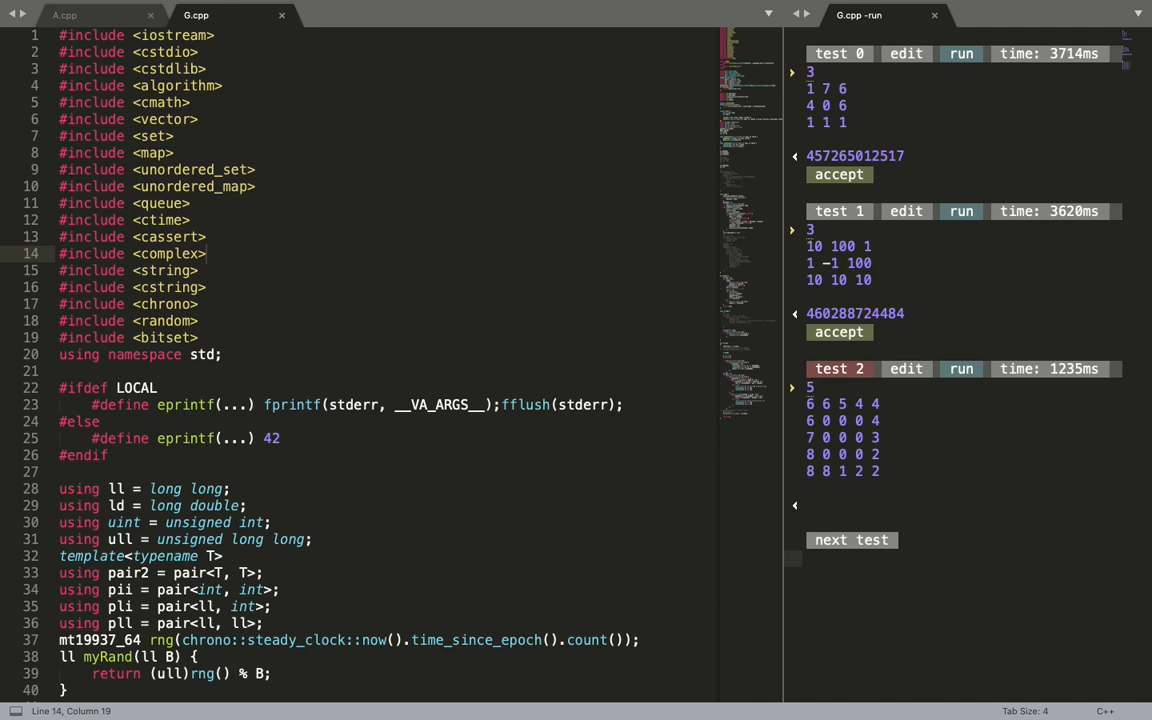 A.cpp
G.cpp
G.cpp -run
1 #include <iostream>
2 #include <cstdio>
3 #include <cstdlib>
4 #include <algorithm>
5 #include <cmath>
6 #include <vector>
7 #include <set>
8 #include <map>
9 #include <unordered_set>
10 #include <unordered_map>
11 #include <queue>
12 #include <ctime>
13 #include <cassert>
14 #include <complex>
15 #include <string>
16 #include <cstring>
17 #include <chrono>
18 #include <random>
19 #include <bitset>
20 using namespace std;
21
22 #ifdef LOCAL
23     #define eprintf(...) fprintf(stderr, __VA_ARGS__);fflush(stderr);
24 #else
25     #define eprintf(...) 42
26 #endif
27
28 using ll = long long;
29 using ld = long double;
30 using uint = unsigned int;
31 using ull = unsigned long long;
32 template<typename T>
33 using pair2 = pair<T, T>;
34 using pii = pair<int, int>;
35 using pli = pair<ll, int>;
36 using pll = pair<ll, ll>;
37 mt19937_64 rng(chrono::steady_clock::now().time_since_epoch().count());
38 ll myRand(ll B) {
39     return (ull)rng() % B;
40 }
test 0 edit run time: 3714ms
3
1 7 6
4 0 6
1 1 1
457265012517
accept
test 1 edit run time: 3620ms
3
10 100 1
1 -1 100
10 10 10
460288724484
accept
test 2 edit run time: 1235ms
5
6 6 5 4 4
6 0 0 0 4
7 0 0 0 3
8 0 0 0 2
8 8 1 2 2
next test
Line 14, Column 19
Tab Size: 4
C++